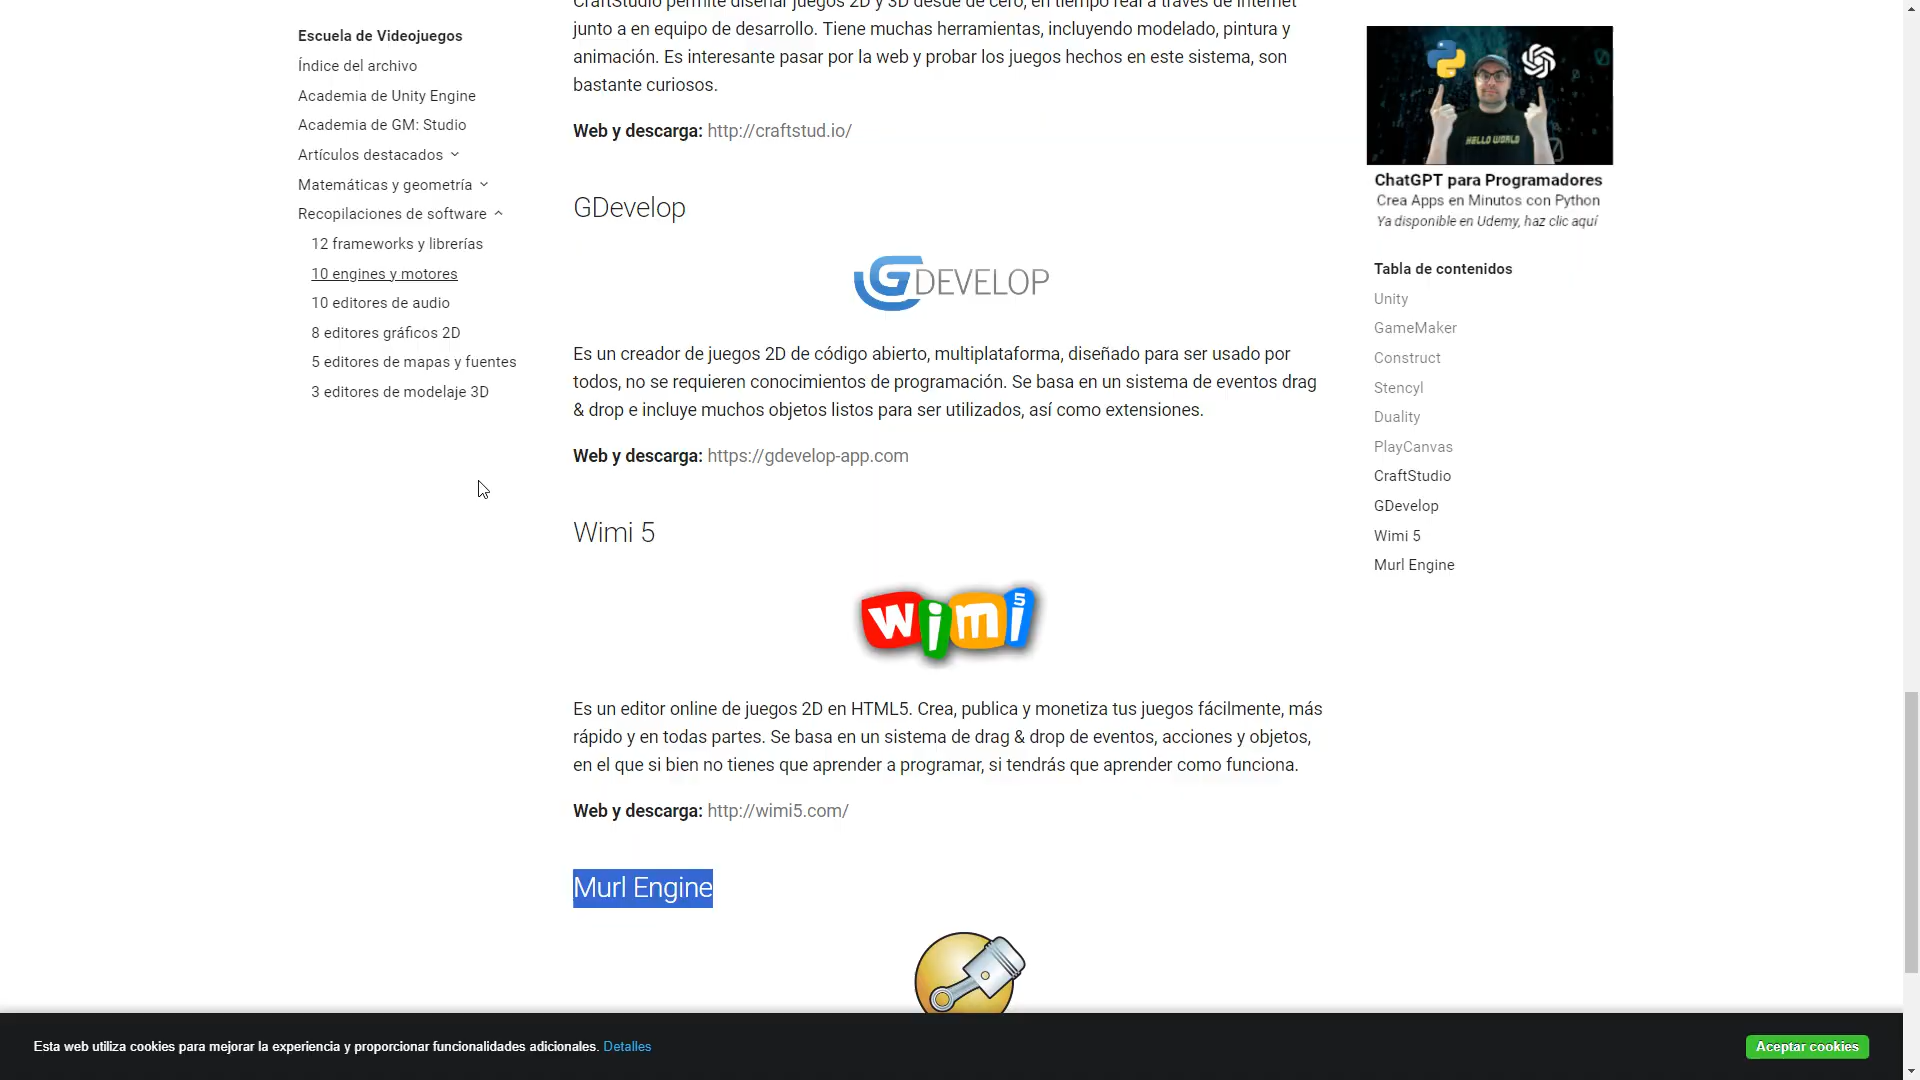 Escuela de Videojuegos
Índice del archivo
Academia de Unity Engine
Academia de GM: Studio
Artículos destacados
Matemáticas y geometría
Recopilaciones de software
12 frameworks y librerías
10 engines y motores
10 editores de audio
8 editores gráficos 2D
5 editores de mapas y fuentes
3 editores de modelaje 3D
CraftStudio permite diseñar juegos 2D y 3D desde de cero, en tiempo real a través de internet
junto a en equipo de desarrollo. Tiene muchas herramientas, incluyendo modelado, pintura y
animación. Es interesante pasar por la web y probar los juegos hechos en este sistema, son
bastante curiosos.
Web y descarga: http://craftstud.io/
GDevelop
GDEVELOP
Es un creador de juegos 2D de código abierto, multiplataforma, diseñado para ser usado por
todos, no se requieren conocimientos de programación. Se basa en un sistema de eventos drag
& drop e incluye muchos objetos listos para ser utilizados, así como extensiones.
Web y descarga: https://gdevelop-app.com
Wimi 5
wimi5
Es un editor online de juegos 2D en HTML5. Crea, publica y monetiza tus juegos fácilmente, más
rápido y en todas partes. Se basa en un sistema de drag & drop de eventos, acciones y objetos,
en el que si bien no tienes que aprender a programar, si tendrás que aprender como funciona.
Web y descarga: http://wimi5.com/
Murl Engine
HELLO WORLD
ChatGPT para Programadores
Crea Apps en Minutos con Python
Ya disponible en Udemy, haz clic aquí
Tabla de contenidos
Unity
GameMaker
Construct
Stencyl
Duality
PlayCanvas
CraftStudio
GDevelop
Wimi 5
Murl Engine
Esta web utiliza cookies para mejorar la experiencia y proporcionar funcionalidades adicionales. Detalles
Aceptar cookies